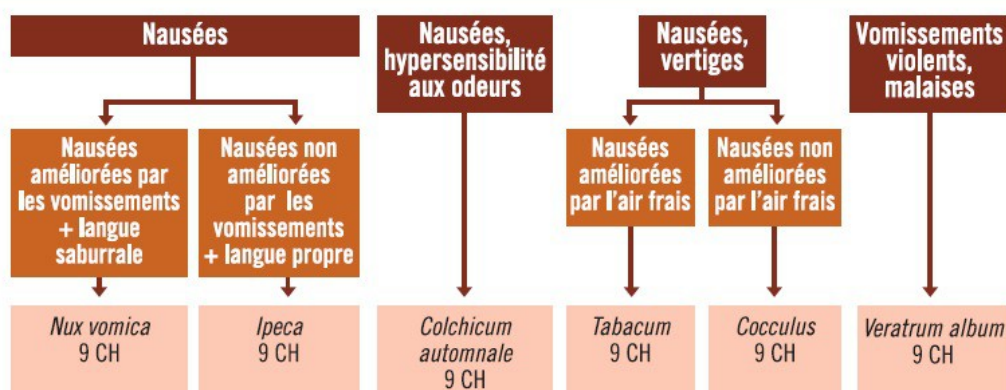 Nausées
Nausées,
hypersensibilité
aux odeurs
Nausées,
vertiges
Vomissements
violents,
malaises
Nausées
améliorées par
les vomissements
+ langue
saburrale
Nausées non
améliorées
par les
vomissements
+ langue propre
Nausées
améliorées
par l'air frais
Nausées non
améliorées
par l'air frais
Nux vomica
9 CH
Ipeca
9 CH
Colchicum
automnale
9 CH
Tabacum
9 CH
Cocculus
9 CH
Veratrum album
9 CH